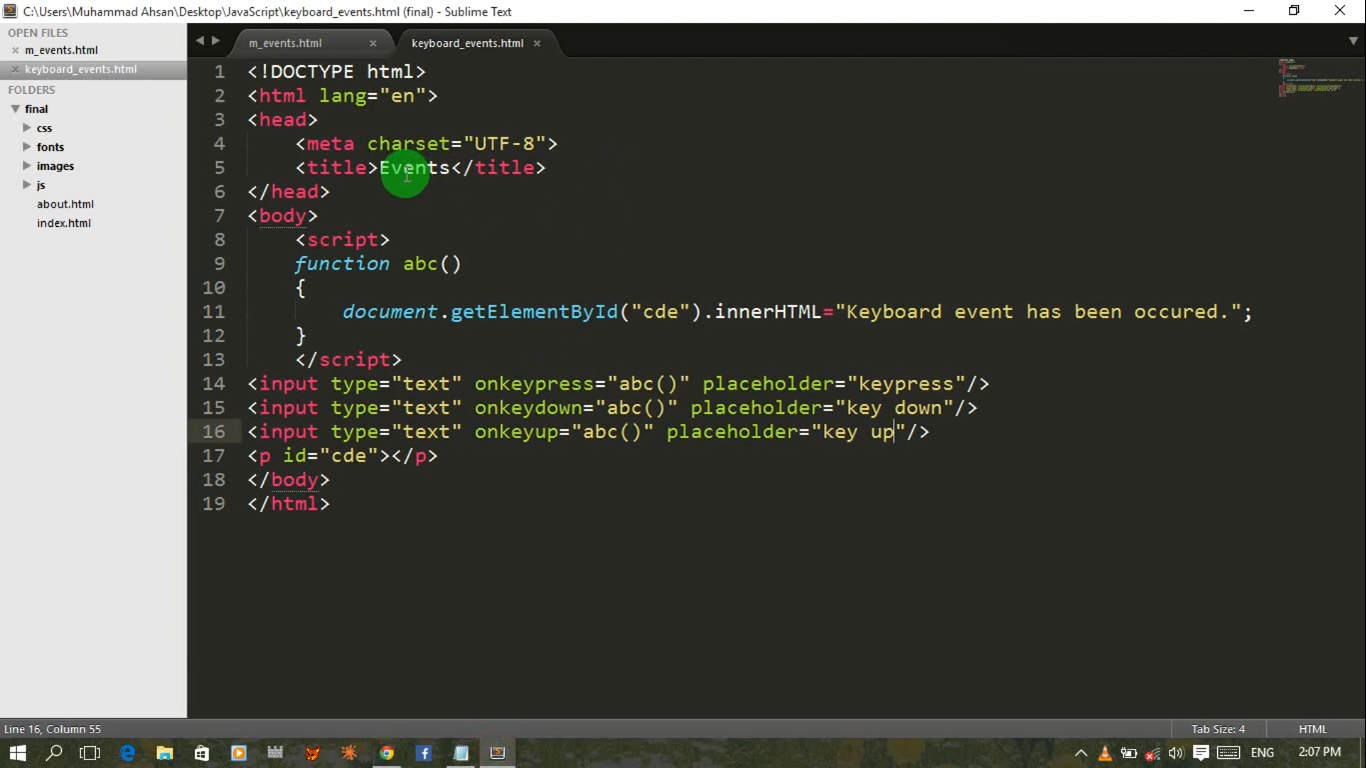 C:\Users\Muhammad Ahsan\Desktop\JavaScript\keyboard_events.html (final) - Sublime Text
OPEN FILES
m_events.html
keyboard_events.html
FOLDERS
final
css
fonts
images
js
about.html
index.html
m_events.html
keyboard_events.html
1 <!DOCTYPE html>
2 <html lang="en">
3 <head>
4     <meta charset="UTF-8">
5     <title>Events</title>
6 </head>
7 <body>
8     <script>
9     function abc()
10     {
11         document.getElementById("cde").innerHTML="Keyboard event has been occured.";
12     }
13     </script>
14 <input type="text" onkeypress="abc()" placeholder="keypress"/>
15 <input type="text" onkeydown="abc()" placeholder="key down"/>
16 <input type="text" onkeyup="abc()" placeholder="key up"/>
17 <p id="cde"></p>
18 </body>
19 </html>
Line 16, Column 55
Tab Size: 4
HTML
ENG
2:07 PM